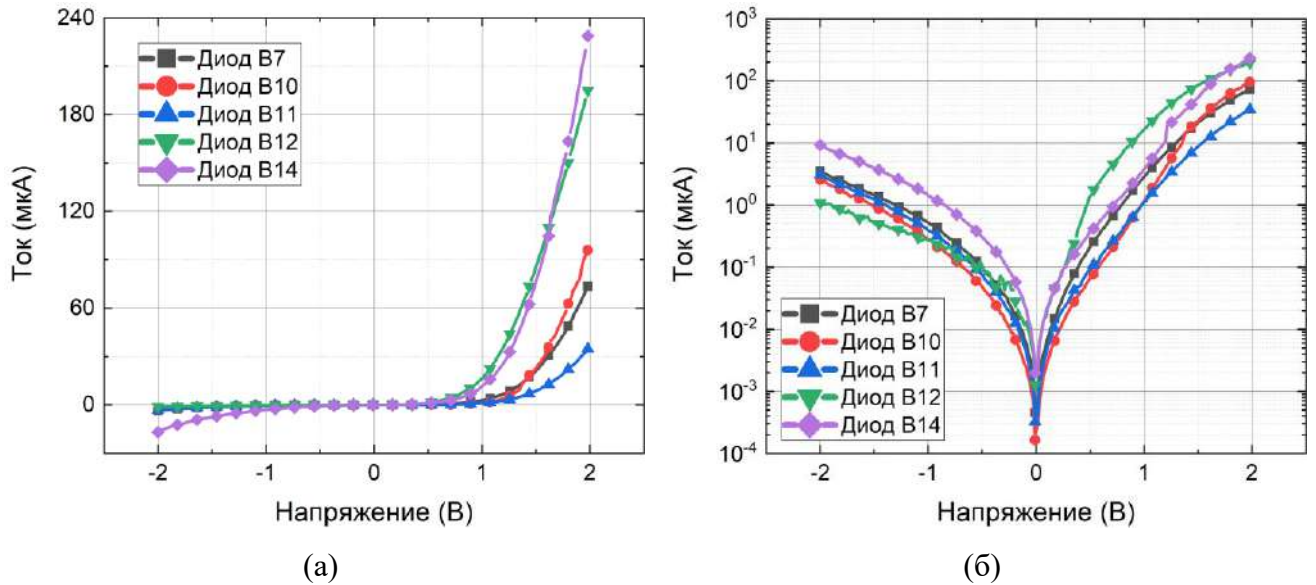 240
180
120
60
0
Ток (мкА)
Диод B7
Диод B10
Диод B11
Диод B12
Диод B14
-2 -1 0 1 2
Напряжение (В)
(а)
10³
10²
10¹
10⁰
10⁻¹
10⁻²
10⁻³
10⁻⁴
Ток (мкА)
Диод B7
Диод B10
Диод B11
Диод B12
Диод B14
-2 -1 0 1 2
Напряжение (В)
(б)